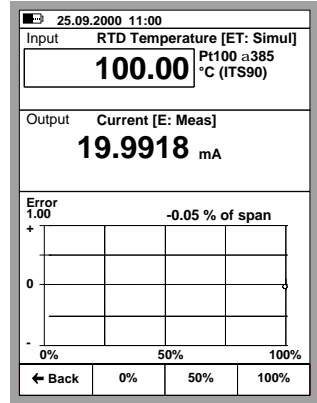 25.09.2000 11:00
Input RTD Temperature [ET: Simul]
100.00 Pt100 a385
°C (ITS90)
Output Current [E: Meas]
19.9918 mA
Error
1.00 -0.05 % of span
+
0
-
0% 50% 100%
← Back 0% 50% 100%